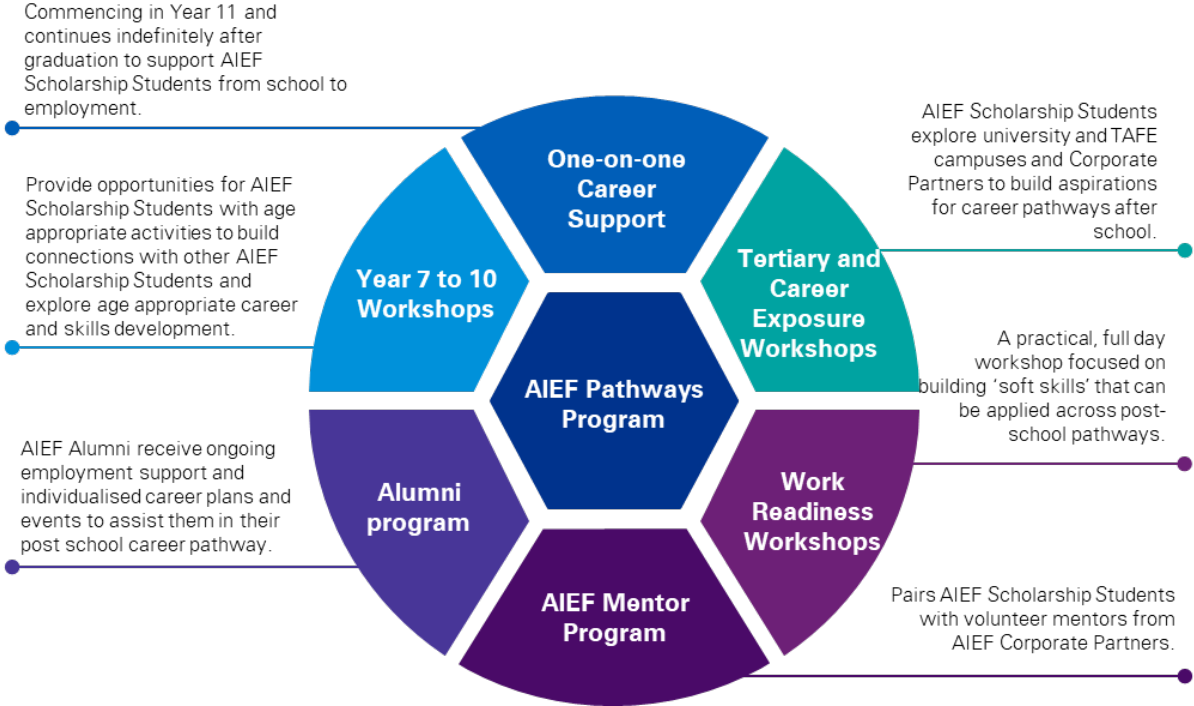 Commencing in Year 11 and
continues indefinitely after
graduation to support AIEF
Scholarship Students from school to
employment.
One-on-one
Career
Support
AIEF Scholarship Students
explore university and TAFE
campuses and Corporate
Partners to build aspirations
for career pathways after
school.
Provide opportunities for AIEF
Scholarship Students with age
appropriate activities to build
connections with other AIEF
Scholarship Students and
explore age appropriate career
and skills development.
Year 7 to 10
Workshops
Tertiary and
Career
Exposure
Workshops
AIEF Pathways
Program
A practical, full day
workshop focused on
building ‘soft skills’ that can
be applied across post-
school pathways.
AIEF Alumni receive ongoing
employment support and
individualised career plans and
events to assist them in their
post school career pathway.
Alumni
program
Work
Readiness
Workshops
AIEF Mentor
Program
Pairs AIEF Scholarship Students
with volunteer mentors from
AIEF Corporate Partners.